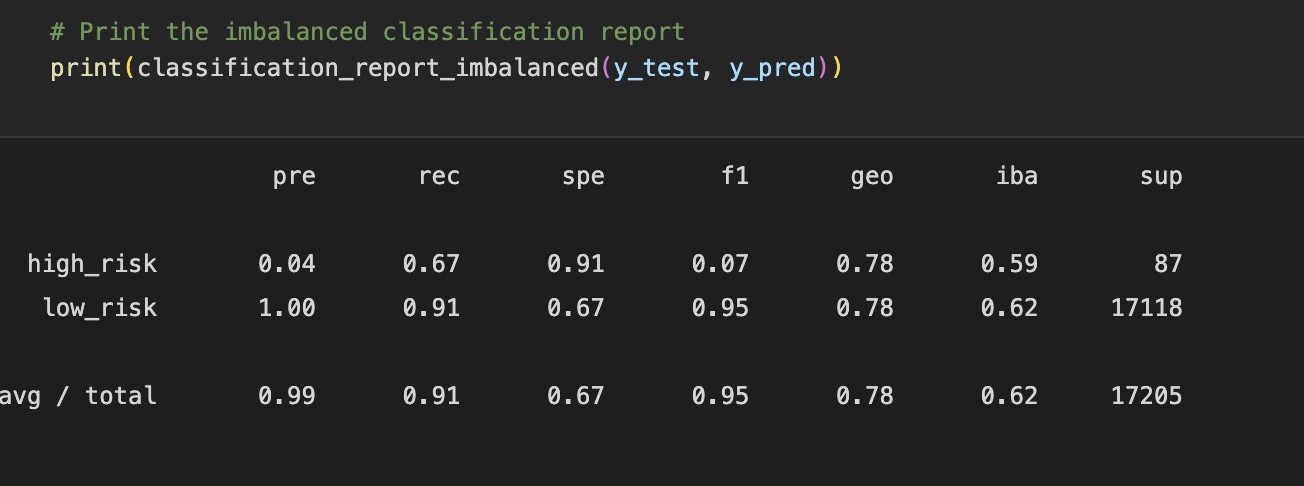 # Print the imbalanced classification report
print(classification_report_imbalanced(y_test, y_pred))
pre rec spe f1 geo iba sup
high_risk 0.04 0.67 0.91 0.07 0.78 0.59 87
low_risk 1.00 0.91 0.67 0.95 0.78 0.62 17118
avg / total 0.99 0.91 0.67 0.95 0.78 0.62 17205